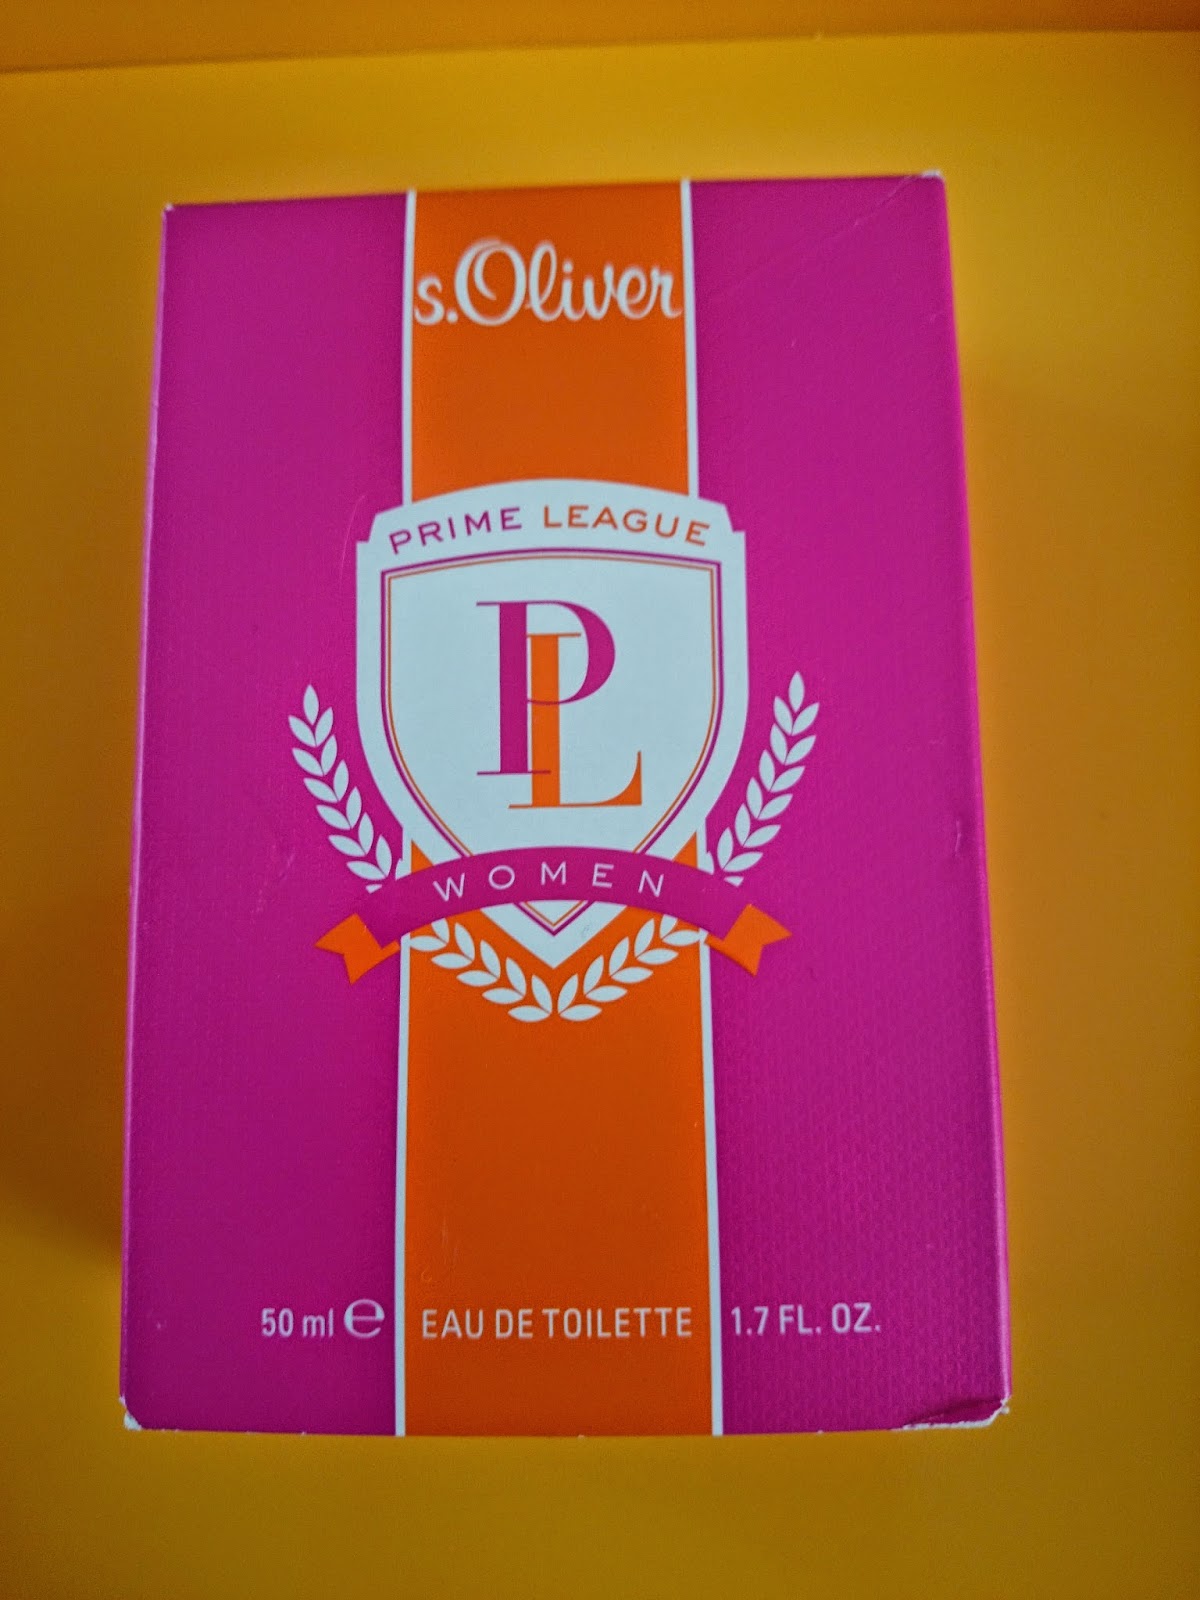 s.Oliver
PRIME LEAGUE
PL
WOMEN
50 ml ℮ EAU DE TOILETTE 1.7 FL. OZ.